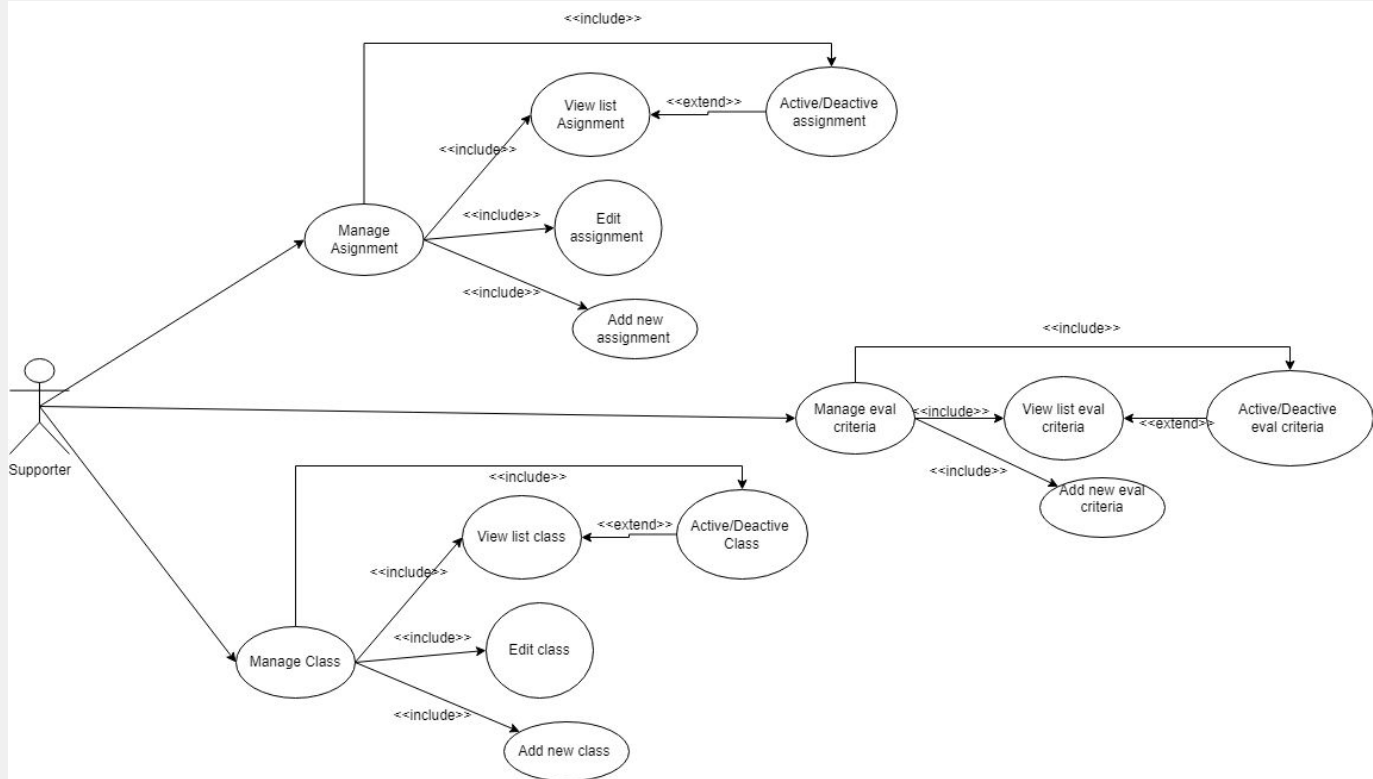 <<include>>
View list
Asignment
<<extend>>
Active/Deactive
assignment
<<include>>
Manage
Asignment
<<include>>
Edit
assignment
<<include>>
Add new
assignment
Supporter
<<include>>
Manage eval
criteria
<<include>>
View list eval
criteria
<<extend>>
Active/Deactive
eval criteria
<<include>>
Add new eval
criteria
<<include>>
View list class
<<extend>>
Active/Deactive
Class
<<include>>
Manage Class
<<include>>
Edit class
<<include>>
Add new class